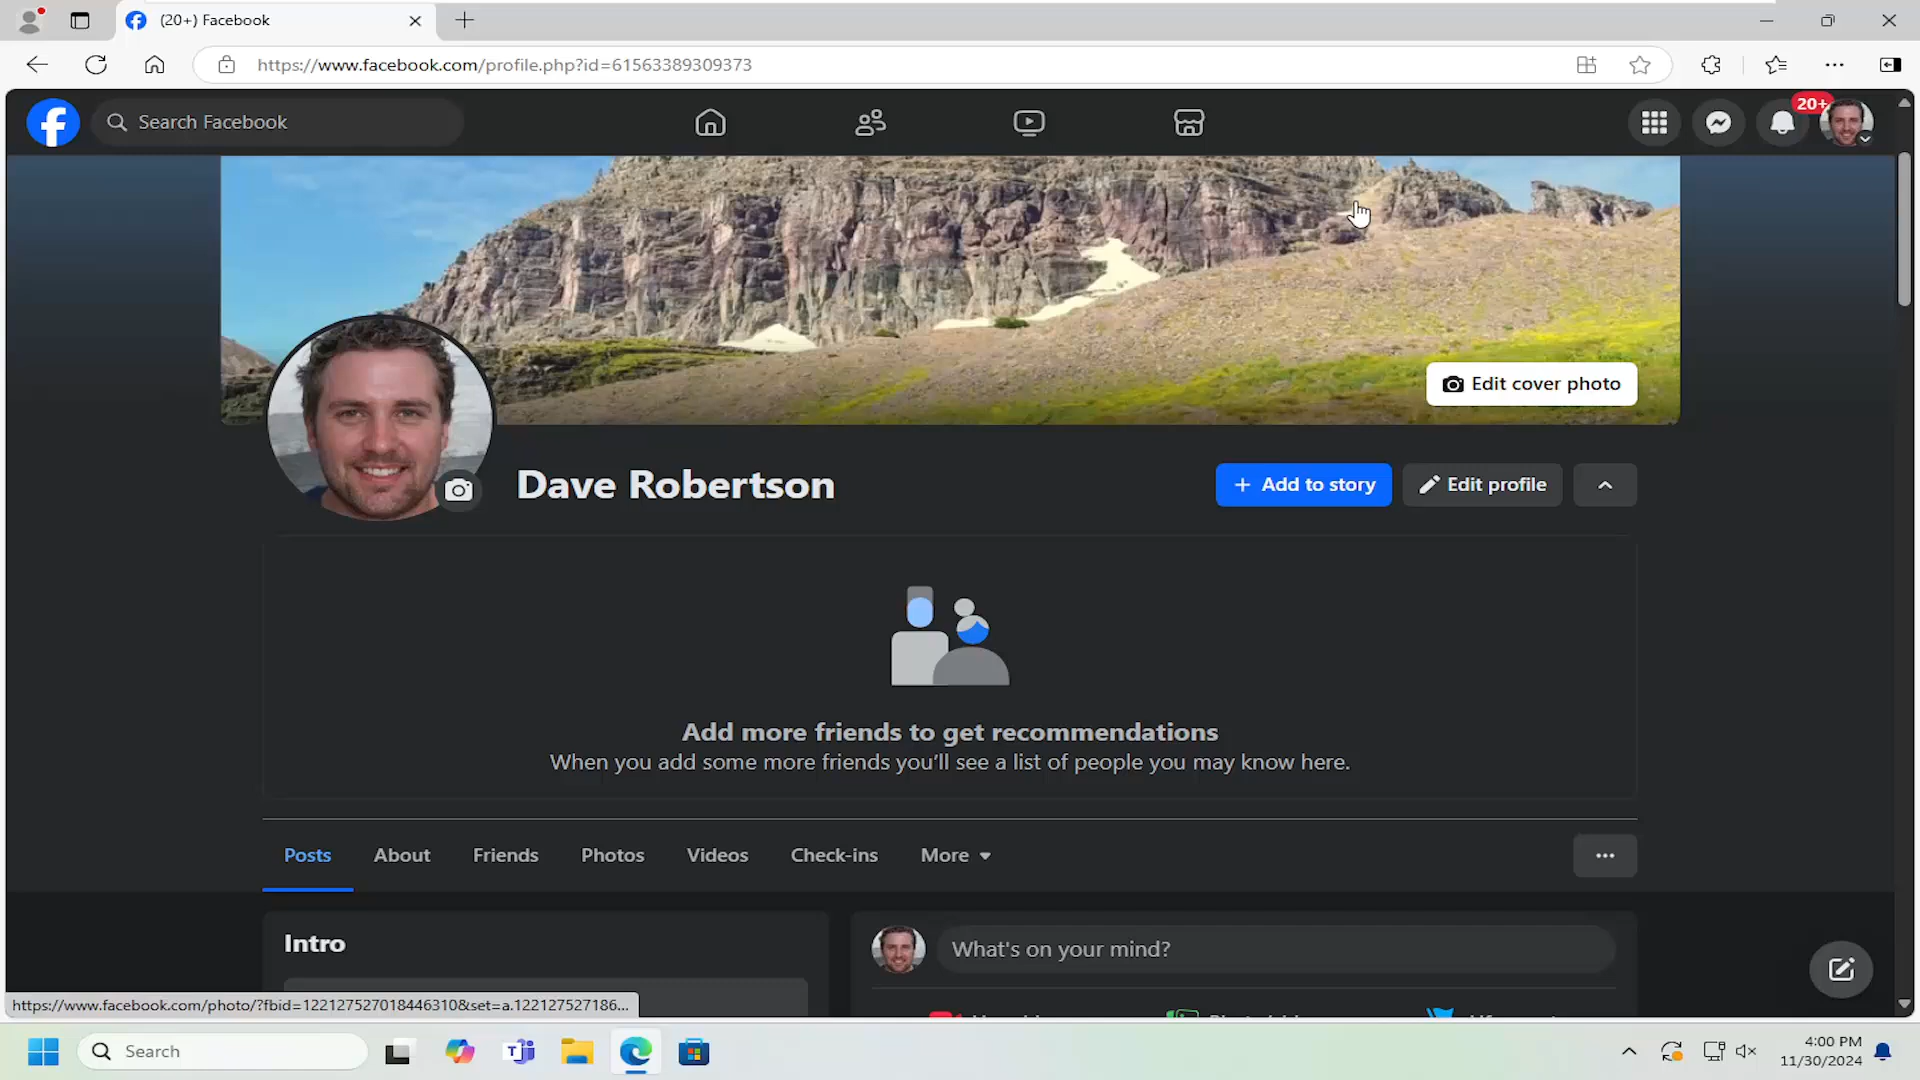 (20+) Facebook
https://www.facebook.com/profile.php?id=61563389309373
Search Facebook
20+
Edit cover photo
Dave Robertson
+ Add to story
Edit profile
Add more friends to get recommendations
When you add some more friends you'll see a list of people you may know here.
Posts
About
Friends
Photos
Videos
Check-ins
More
Intro
What's on your mind?
https://www.facebook.com/photo/?fbid=122127527018446310&set=a.122127527186...
Search
4:00 PM
11/30/2024